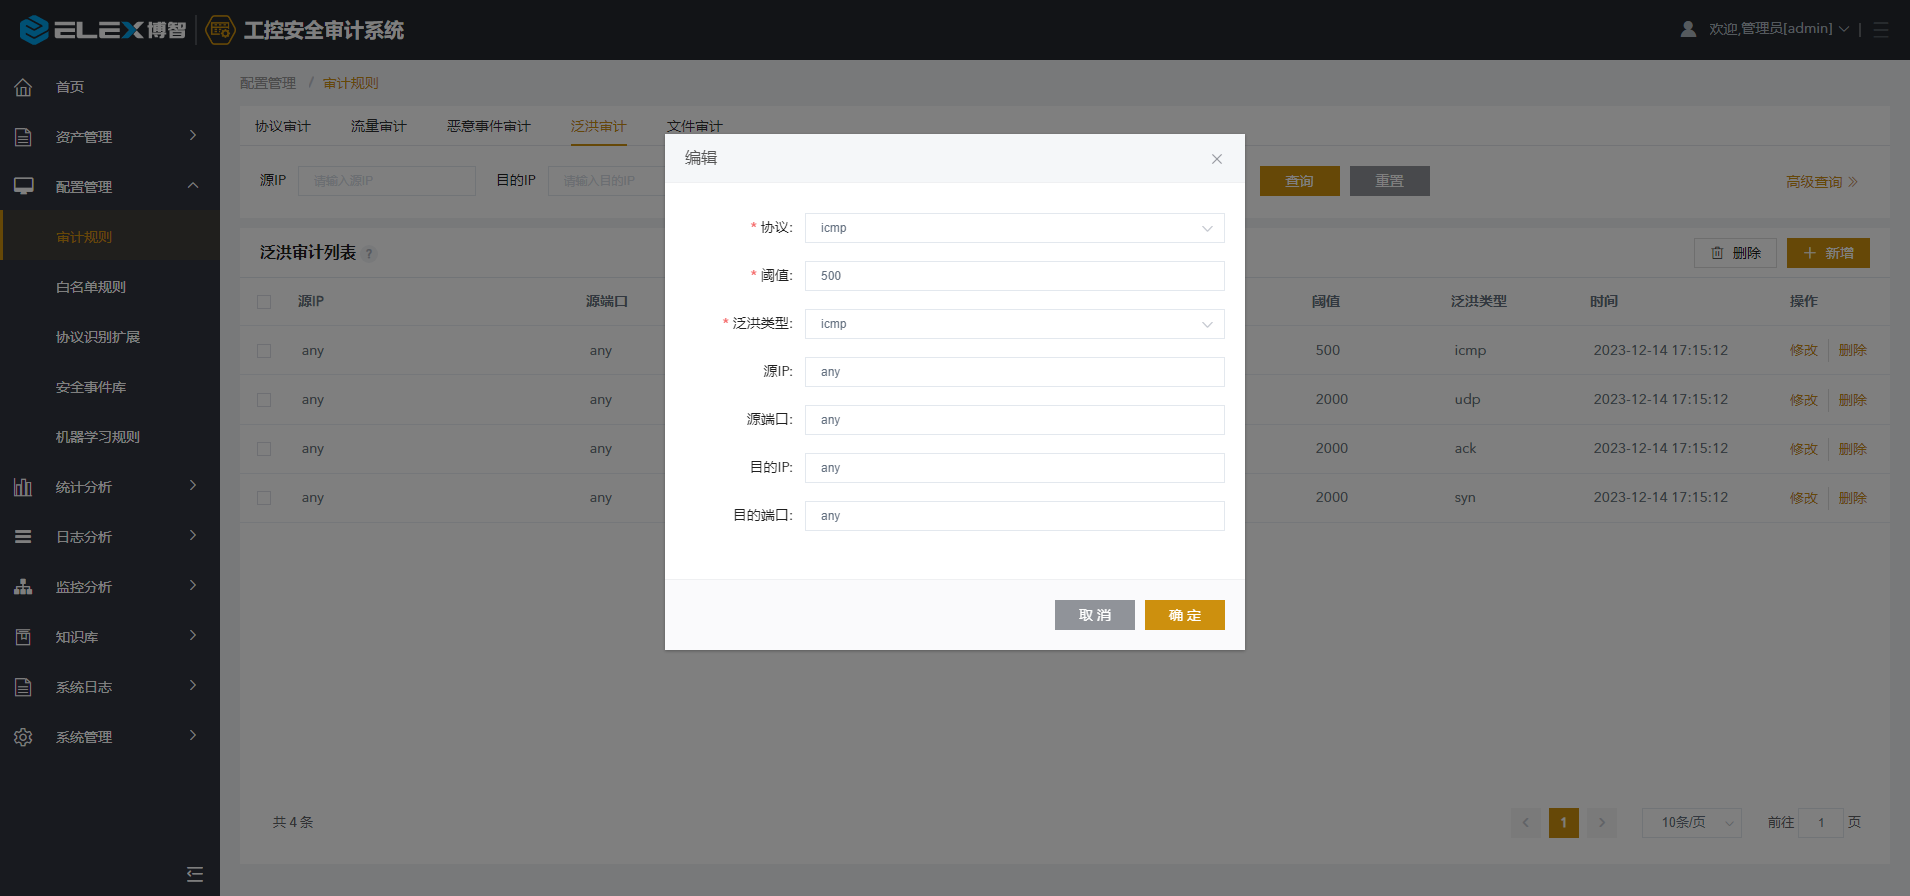 ELEX博智 工控安全审计系统 欢迎,管理员[admin]
首页
资产管理
配置管理
审计规则
白名单规则
协议识别扩展
安全事件库
机器学习规则
统计分析
日志分析
监控分析
知识库
系统日志
系统管理
配置管理 / 审计规则
协议审计 流量审计 恶意事件审计 泛洪审计 文件审计
源IP 请输入源IP 目的IP 请输入目的IP 查询 重置 高级查询
泛洪审计列表 ? 删除 新增
源IP 源端口 阈值 泛洪类型 时间 操作
any any 500 icmp 2023-12-14 17:15:12 修改 删除
any any 2000 udp 2023-12-14 17:15:12 修改 删除
any any 2000 ack 2023-12-14 17:15:12 修改 删除
any any 2000 syn 2023-12-14 17:15:12 修改 删除
共 4 条 1 10条/页 前往 1 页
编辑
* 协议: icmp
* 阈值: 500
* 泛洪类型: icmp
源IP: any
源端口: any
目的IP: any
目的端口: any
取 消 确 定